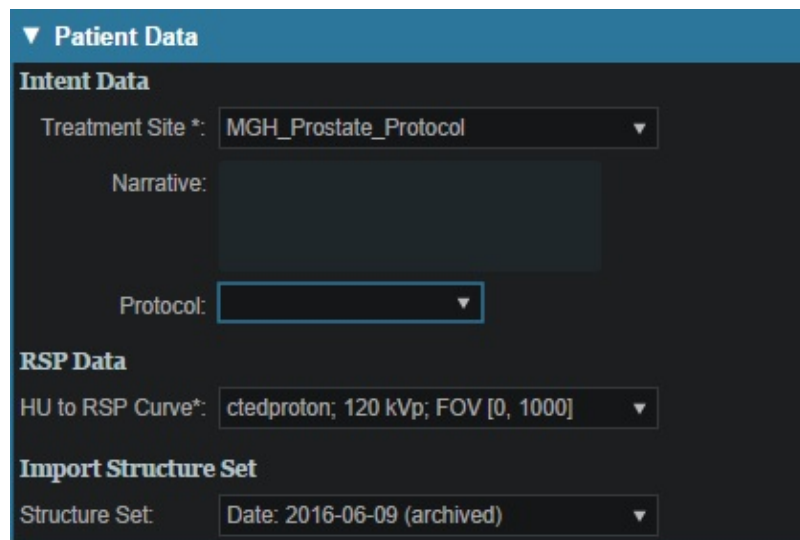 Patient Data
Intent Data
Treatment Site *: MGH_Prostate_Protocol
Narrative:
Protocol:
RSP Data
HU to RSP Curve*: ctedproton; 120 kVp; FOV [0, 1000]
Import Structure Set
Structure Set: Date: 2016-06-09 (archived)